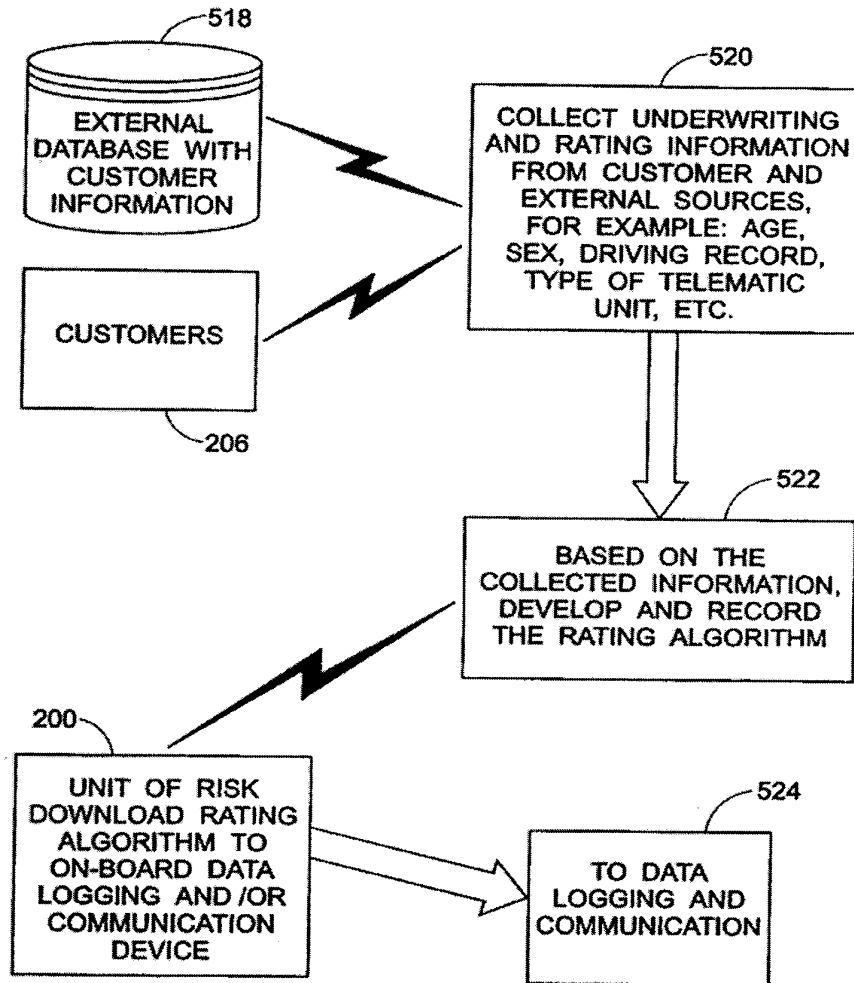 518
EXTERNAL
DATABASE WITH
CUSTOMER
INFORMATION
520
COLLECT UNDERWRITING
AND RATING INFORMATION
FROM CUSTOMER AND
EXTERNAL SOURCES,
FOR EXAMPLE: AGE,
SEX, DRIVING RECORD,
TYPE OF TELEMATIC
UNIT, ETC.
CUSTOMERS
206
522
BASED ON THE
COLLECTED INFORMATION,
DEVELOP AND RECORD
THE RATING ALGORITHM
200
UNIT OF RISK
DOWNLOAD RATING
ALGORITHM TO
ON-BOARD DATA
LOGGING AND /OR
COMMUNICATION
DEVICE
524
TO DATA
LOGGING AND
COMMUNICATION